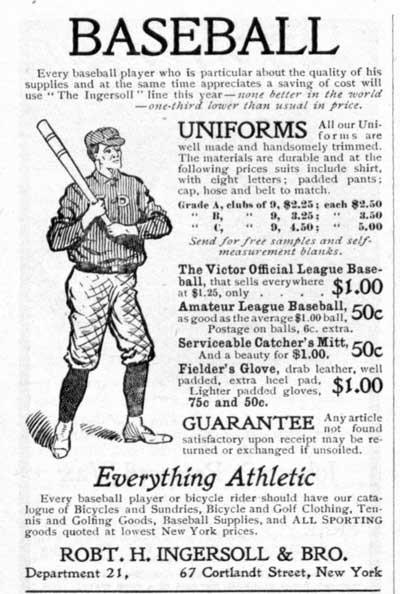 BASEBALL
Every baseball player who is particular about the quality of his
supplies and at the same time appreciates a saving of cost will
use "The Ingersoll" line this year—none better in the world
—one-third lower than usual in price.
UNIFORMS All our Uni-
forms are
well made and handsomely trimmed.
The materials are durable and at the
following prices suits include shirt,
with eight letters; padded pants;
cap, hose and belt to match.
Grade A, clubs of 9, $2.25; each $2.50
" B, " 9, 3.25; " 3.50
" C, " 9, 4.50; " 5.00
Send for free samples and self-
measurement blanks.
The Victor Official League Base-
ball, that sells everywhere
at $1.25, only . . . . $1.00
Amateur League Baseball,
as good as the average $1.00 ball, 50c
Postage on balls, 6c. extra.
Serviceable Catcher's Mitt,
And a beauty for $1.00. 50c
Fielder's Glove, drab leather, well
padded, extra heel pad,
Lighter padded gloves, $1.00
75c and 50c.
GUARANTEE Any article
not found
satisfactory upon receipt may be re-
turned or exchanged if unsoiled.
Everything Athletic
Every baseball player or bicycle rider should have our cata-
logue of Bicycles and Sundries, Bicycle and Golf Clothing, Ten-
nis and Golfing Goods, Baseball Supplies, and ALL SPORTING
goods quoted at lowest New York prices.
ROBT. H. INGERSOLL & BRO.
Department 21, 67 Cortlandt Street, New York